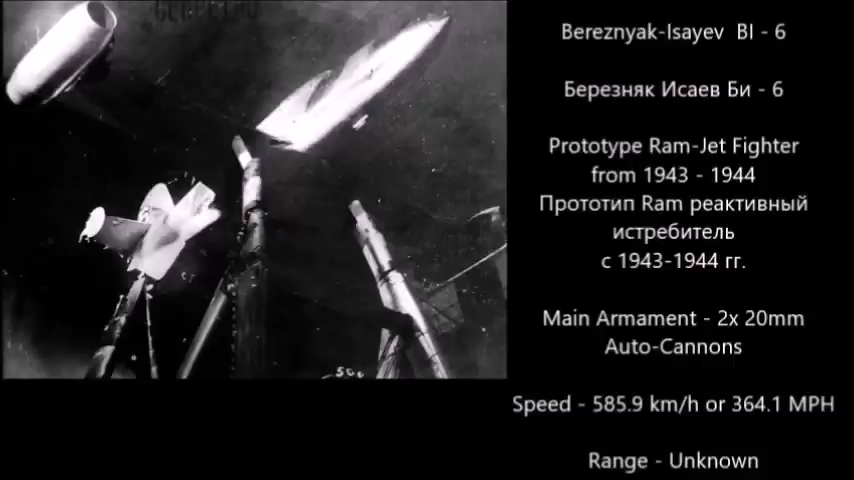 Bereznyak-Isayev BI - 6
Березняк Исаев Би - 6
Prototype Ram-Jet Fighter
from 1943 - 1944
Прототип Ram реактивный
истребитель
с 1943-1944 гг.
Main Armament - 2x 20mm
Auto-Cannons
Speed - 585.9 km/h or 364.1 MPH
Range - Unknown